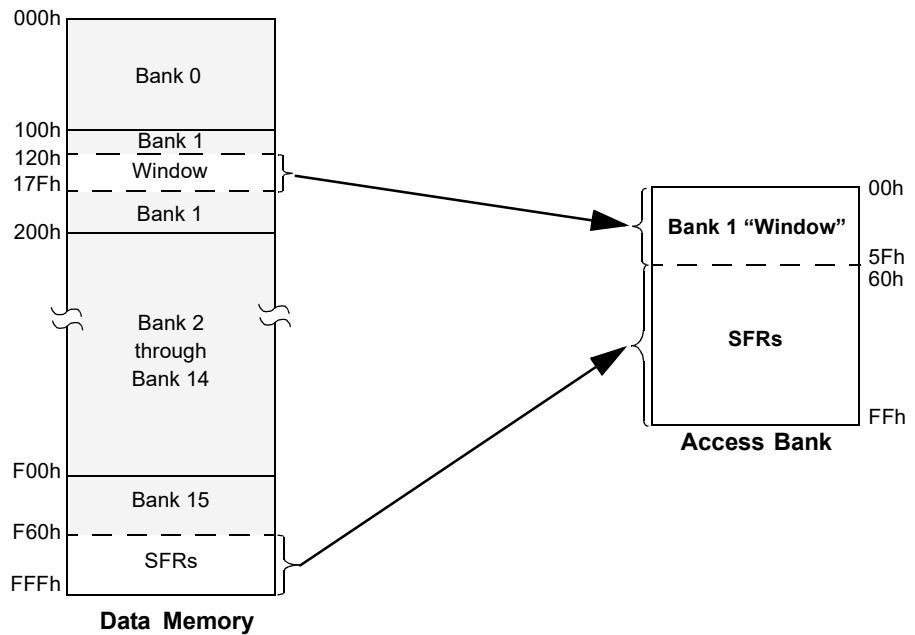 000h
Bank 0
100h
Bank 1
120h
Window
17Fh
Bank 1
200h
Bank 2
through
Bank 14
F00h
Bank 15
F60h
SFRs
FFFh
Data Memory
00h
Bank 1 “Window”
5Fh
60h
SFRs
FFh
Access Bank